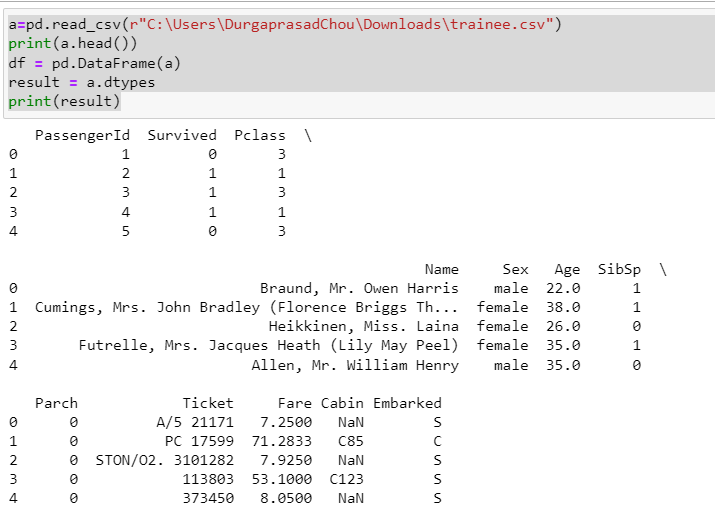 a=pd.read_csv(r"C:\Users\DurgaprasadChou\Downloads\trainee.csv")
print(a.head())
df = pd.DataFrame(a)
result = a.dtypes
print(result)
   PassengerId  Survived  Pclass  \
0            1         0       3
1            2         1       1
2            3         1       3
3            4         1       1
4            5         0       3
                                                Name     Sex   Age  SibSp  \
0                            Braund, Mr. Owen Harris    male  22.0      1
1  Cumings, Mrs. John Bradley (Florence Briggs Th...  female  38.0      1
2                             Heikkinen, Miss. Laina  female  26.0      0
3       Futrelle, Mrs. Jacques Heath (Lily May Peel)  female  35.0      1
4                           Allen, Mr. William Henry    male  35.0      0
   Parch            Ticket     Fare Cabin Embarked
0      0         A/5 21171   7.2500   NaN        S
1      0          PC 17599  71.2833   C85        C
2      0  STON/O2. 3101282   7.9250   NaN        S
3      0            113803  53.1000  C123        S
4      0            373450   8.0500   NaN        S